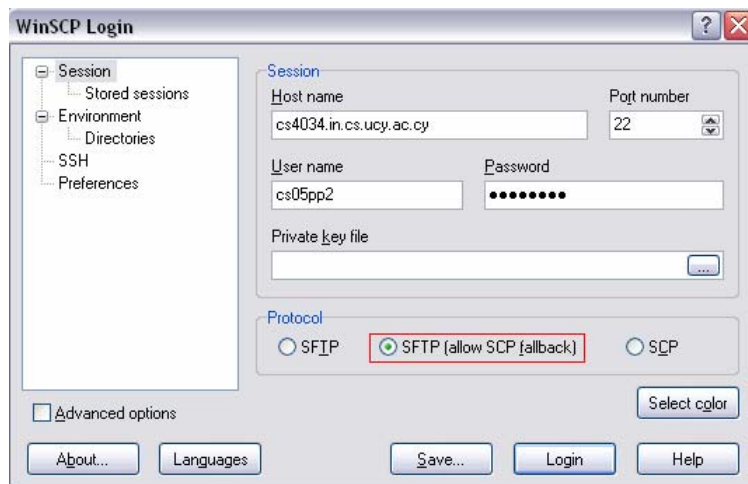 WinSCP Login
Session
Stored sessions
Environment
Directories
SSH
Preferences
Session
Host name
Port number
cs4034.in.cs.ucy.ac.cy
22
User name
Password
cs05pp2
●●●●●●●●
Private key file
...
Protocol
SFTP
SFTP (allow SCP fallback)
SCP
Advanced options
Select color
About...
Languages
Save...
Login
Help